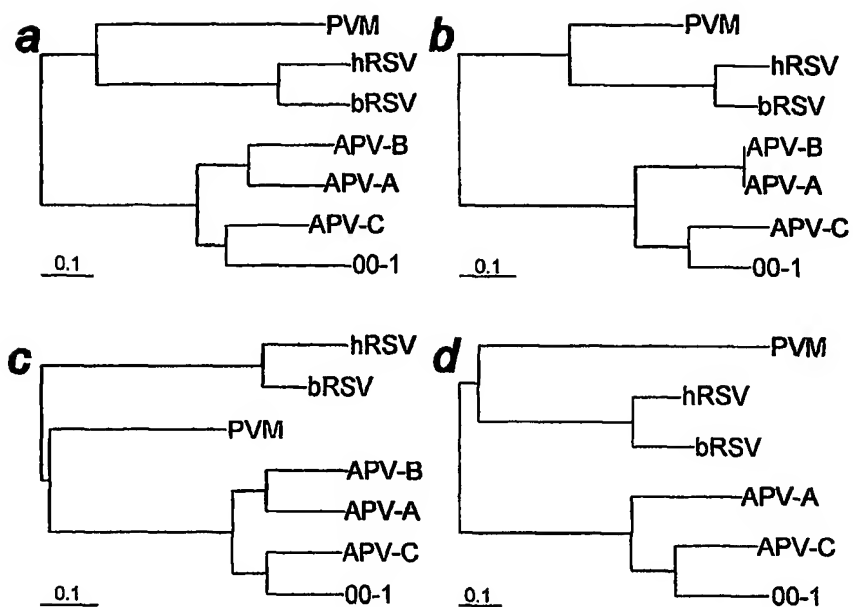 a
PVM
hRSV
bRSV
APV-B
APV-A
APV-C
00-1
0.1
b
PVM
hRSV
bRSV
APV-B
APV-A
APV-C
00-1
0.1
c
hRSV
bRSV
PVM
APV-B
APV-A
APV-C
00-1
0.1
d
PVM
hRSV
bRSV
APV-A
APV-C
00-1
0.1